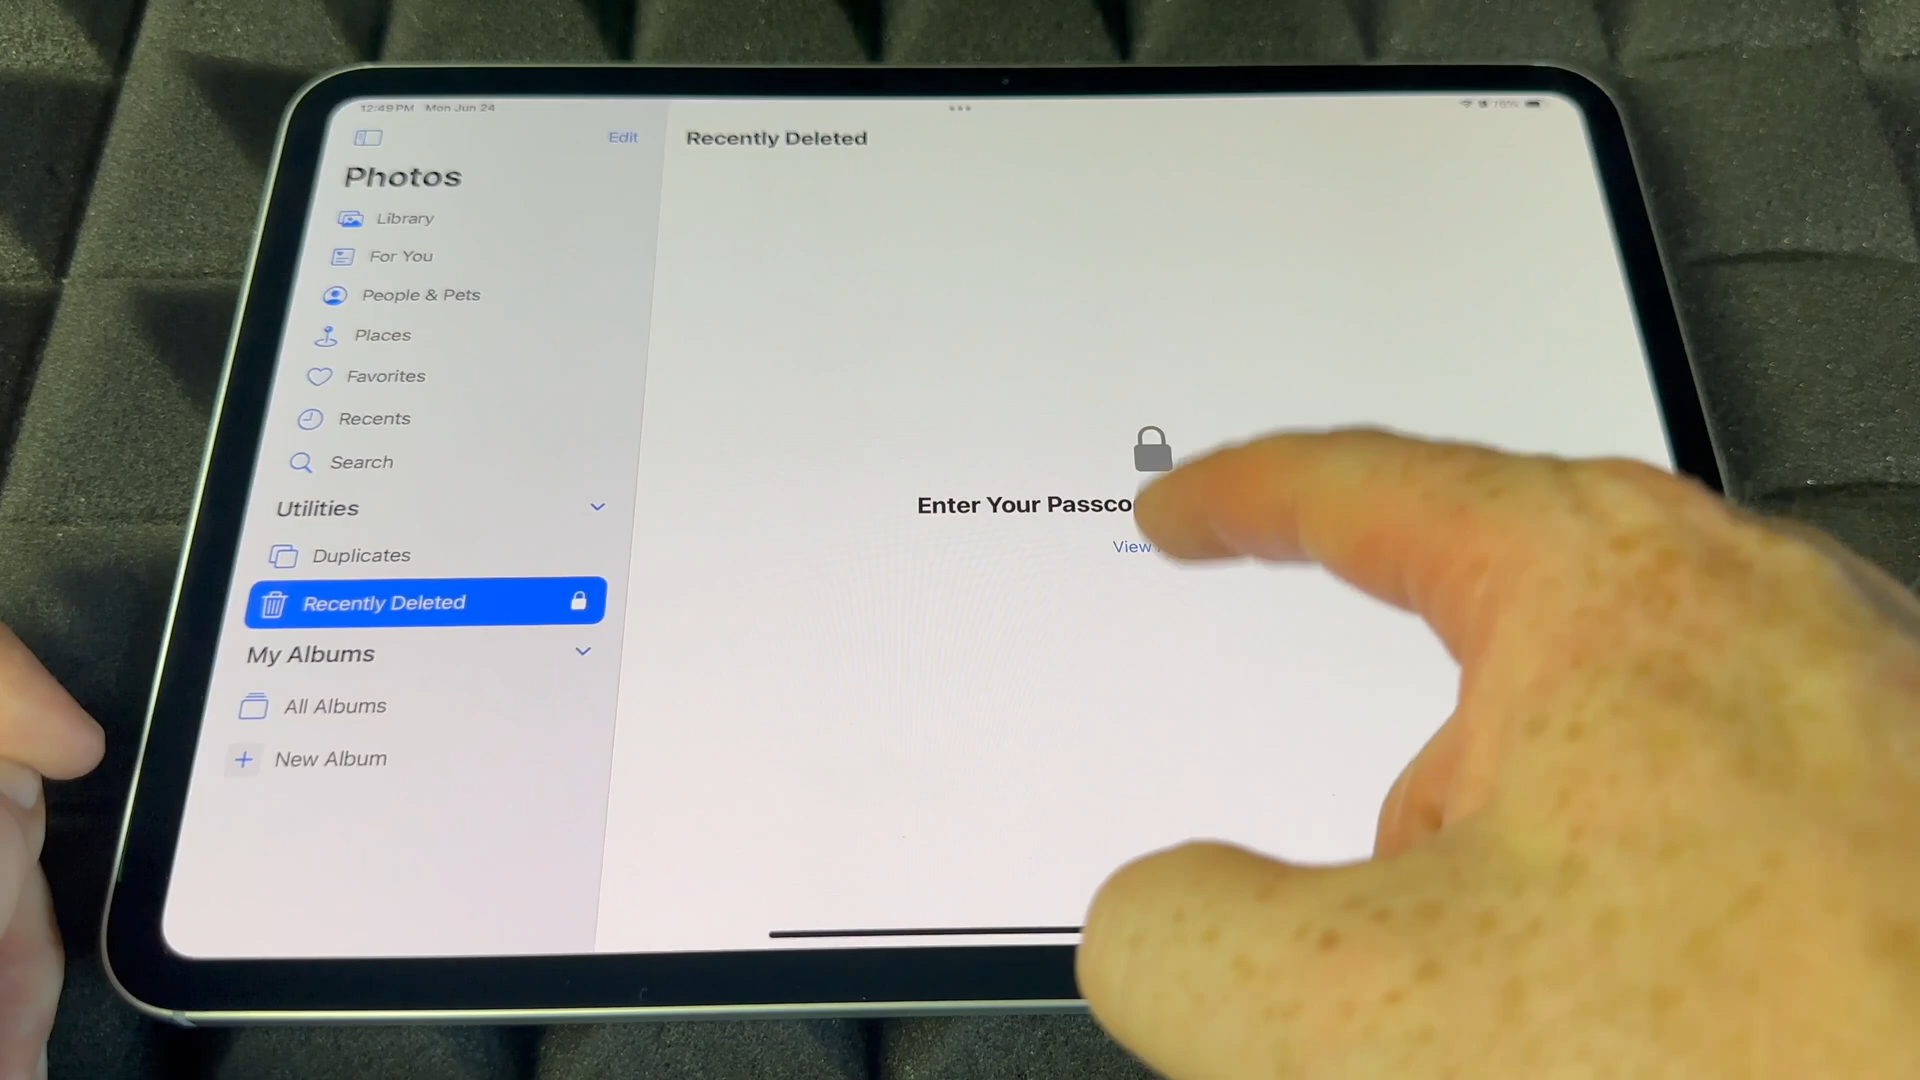 12:49 PM Mon Jun 24
76%
Edit
Recently Deleted
Photos
Library
For You
People & Pets
Places
Favorites
Recents
Search
Enter Your Passco
View
Utilities
Duplicates
Recently Deleted
My Albums
All Albums
New Album